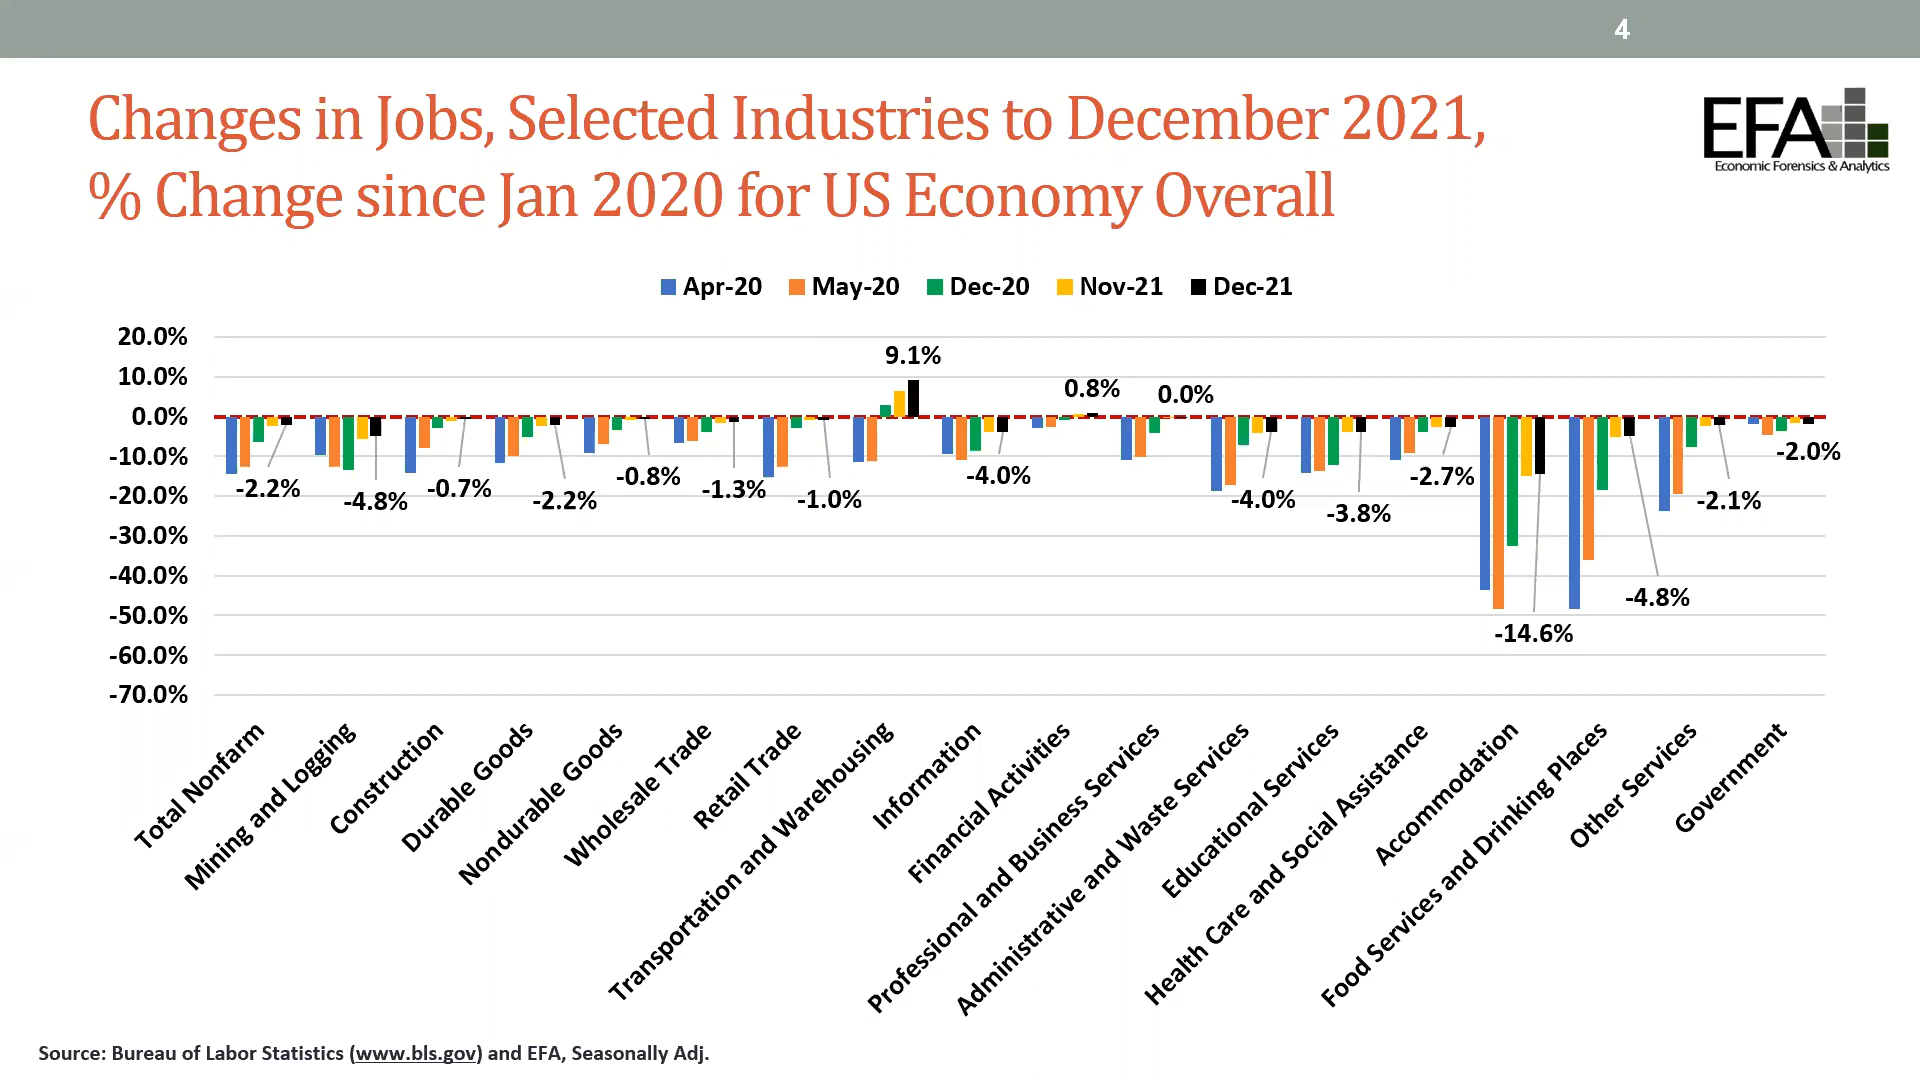 4
Changes in Jobs, Selected Industries to December 2021,
% Change since Jan 2020 for US Economy Overall
EFA
Economic Forensics & Analytics
Apr-20 May-20 Dec-20 Nov-21 Dec-21
20.0%
10.0%
0.0%
-10.0%
-20.0%
-30.0%
-40.0%
-50.0%
-60.0%
-70.0%
-2.2%
-4.8%
-0.7%
-2.2%
-0.8%
-1.3%
-1.0%
9.1%
-4.0%
0.8%
0.0%
-4.0%
-3.8%
-2.7%
-14.6%
-4.8%
-2.1%
-2.0%
Total Nonfarm
Mining and Logging
Construction
Durable Goods
Nondurable Goods
Wholesale Trade
Retail Trade
Transportation and Warehousing
Information
Financial Activities
Professional and Business Services
Administrative and Waste Services
Educational Services
Health Care and Social Assistance
Accommodation
Food Services and Drinking Places
Other Services
Government
Source: Bureau of Labor Statistics (www.bls.gov) and EFA, Seasonally Adj.